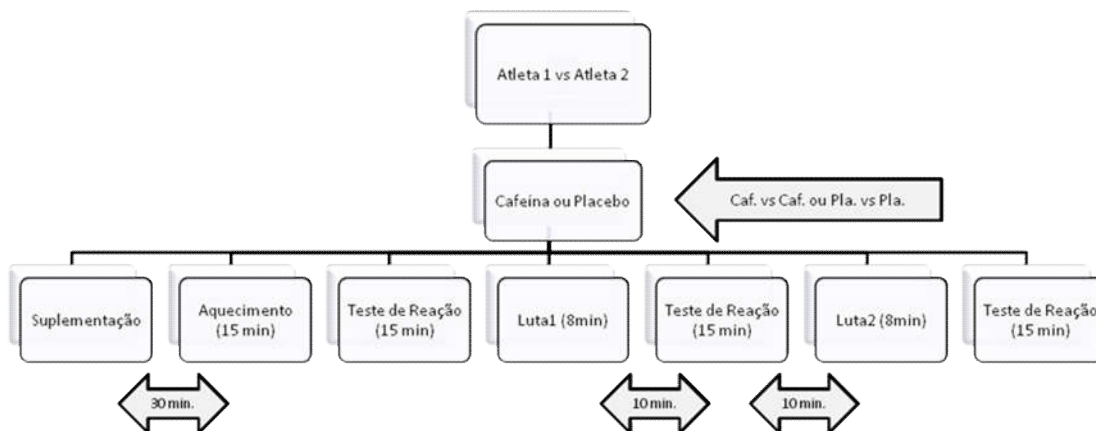 Atleta 1 vs Atleta 2
Cafeína ou Placebo
Caf. vs Caf. ou Pla. vs Pla.
Suplementação
Aquecimento
(15 min)
Teste de Reação
(15 min)
Luta1 (8min)
Teste de Reação
(15 min)
Luta2 (8min)
Teste de Reação
(15 min)
30 min.
10 min.
10 min.